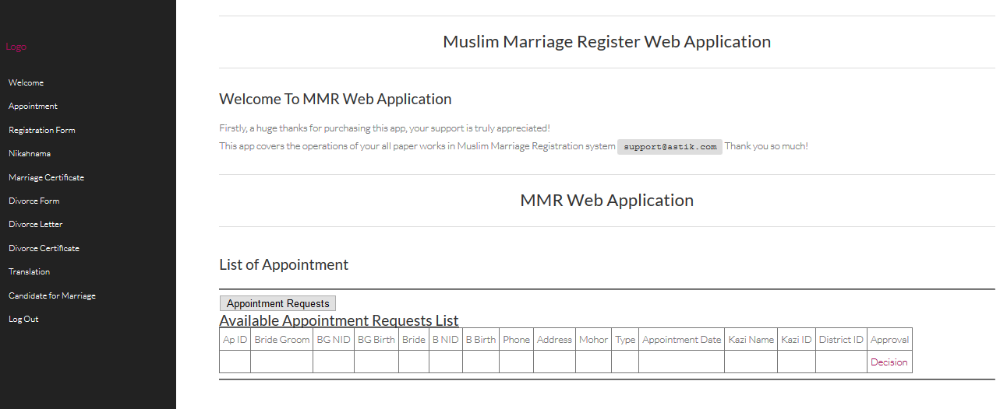 Logo
Welcome
Appointment
Registration Form
Nikahnama
Marriage Certificate
Divorce Form
Divorce Letter
Divorce Certificate
Translation
Candidate for Marriage
Log Out
Muslim Marriage Register Web Application
Welcome To MMR Web Application
Firstly, a huge thanks for purchasing this app, your support is truly appreciated!
This app covers the operations of your all paper works in Muslim Marriage Registration system support@astik.com Thank you so much!
MMR Web Application
List of Appointment
Appointment Requests
Available Appointment Requests List
Ap ID Bride Groom BG NID BG Birth Bride B NID B Birth Phone Address Mohor Type Appointment Date Kazi Name Kazi ID District ID Approval
Decision